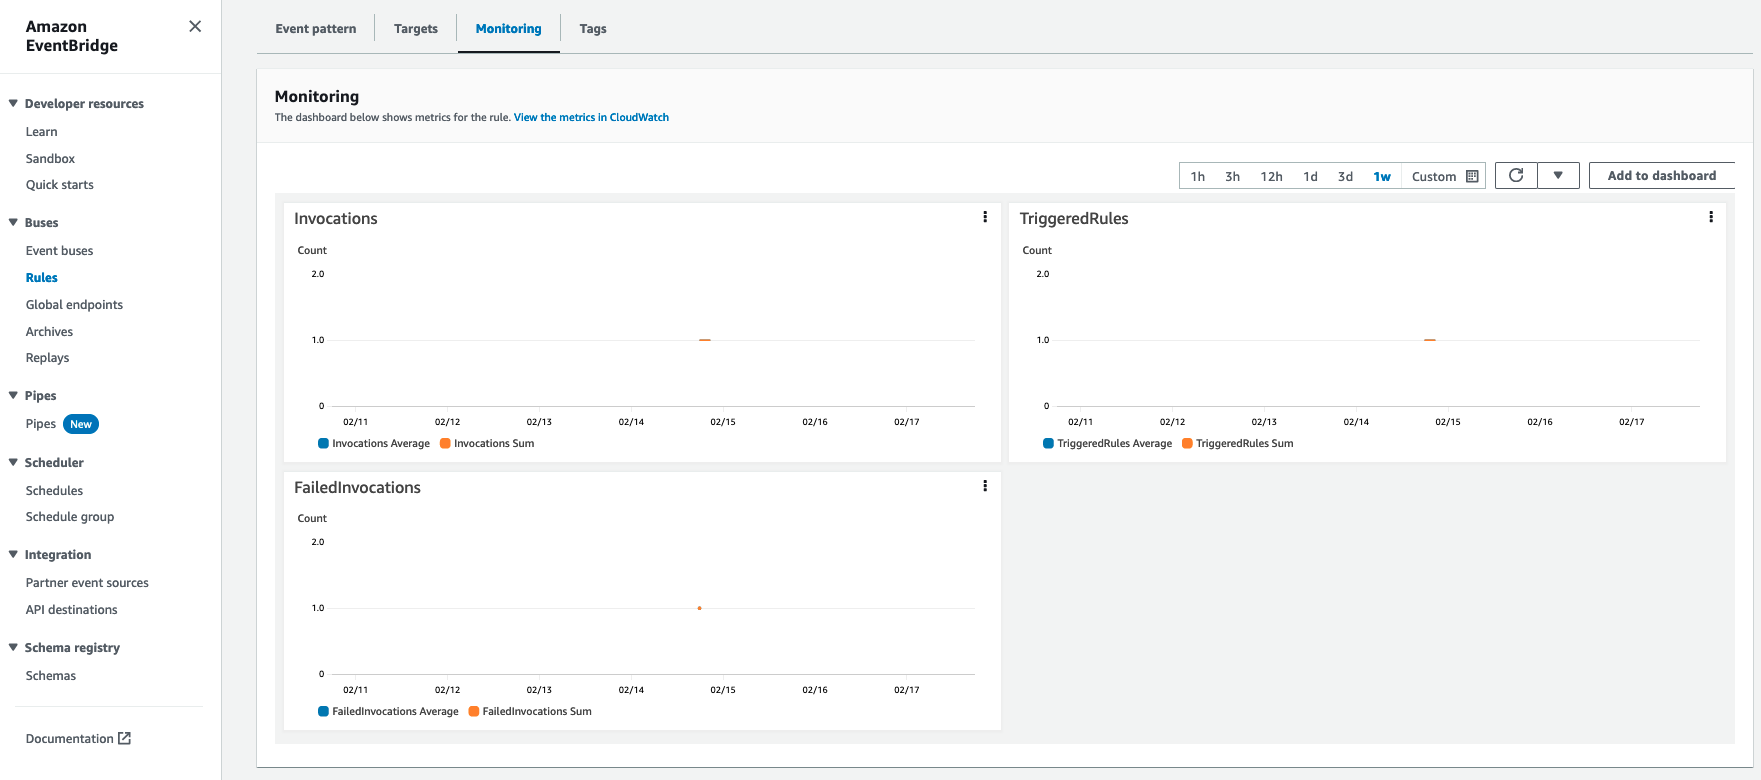 Amazon
EventBridge
Developer resources
Learn
Sandbox
Quick starts
Buses
Event buses
Rules
Global endpoints
Archives
Replays
Pipes
Pipes New
Scheduler
Schedules
Schedule group
Integration
Partner event sources
API destinations
Schema registry
Schemas
Documentation
Event pattern Targets Monitoring Tags
Monitoring
The dashboard below shows metrics for the rule. View the metrics in CloudWatch
1h 3h 12h 1d 3d 1w Custom Add to dashboard
Invocations
Count
2.0
1.0
0
02/11 02/12 02/13 02/14 02/15 02/16 02/17
Invocations Average Invocations Sum
TriggeredRules
Count
2.0
1.0
0
02/11 02/12 02/13 02/14 02/15 02/16 02/17
TriggeredRules Average TriggeredRules Sum
FailedInvocations
Count
2.0
1.0
0
02/11 02/12 02/13 02/14 02/15 02/16 02/17
FailedInvocations Average FailedInvocations Sum